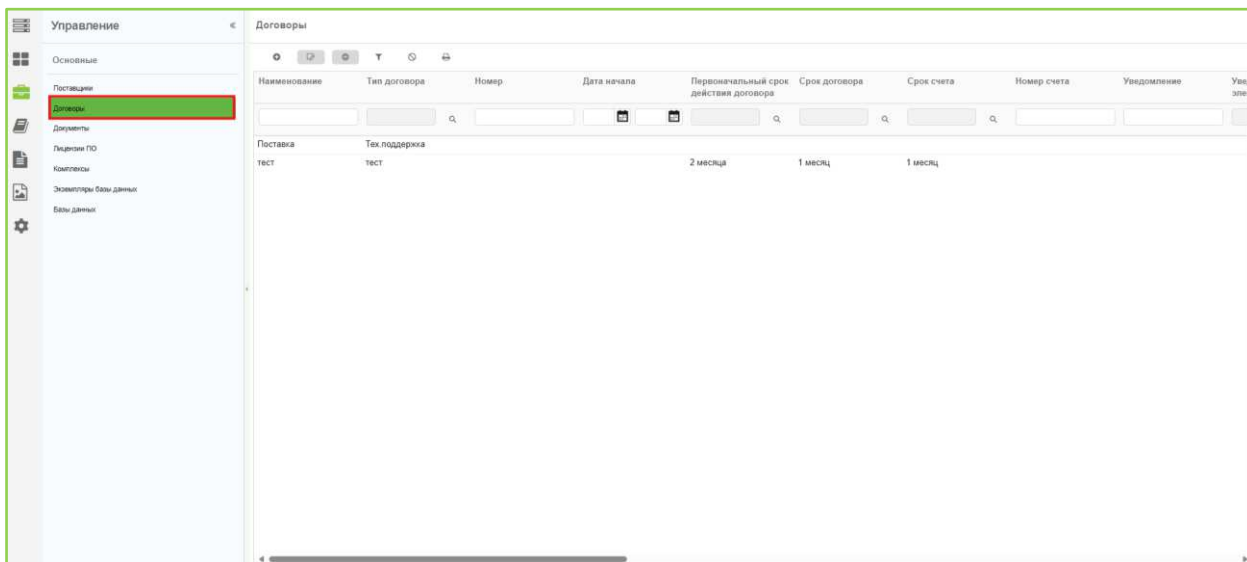 Управление
Договоры
Основные
Поставщики
Договоры
Документы
Лицензии ПО
Комплексы
Экземпляры базы данных
Базы данных
Наименование Тип договора Номер Дата начала Первоначальный срок действия договора Срок договора Срок счета Номер счета Уведомление Уве эле
Поставка Тех.поддержка
тест тест 2 месяца 1 месяц 1 месяц